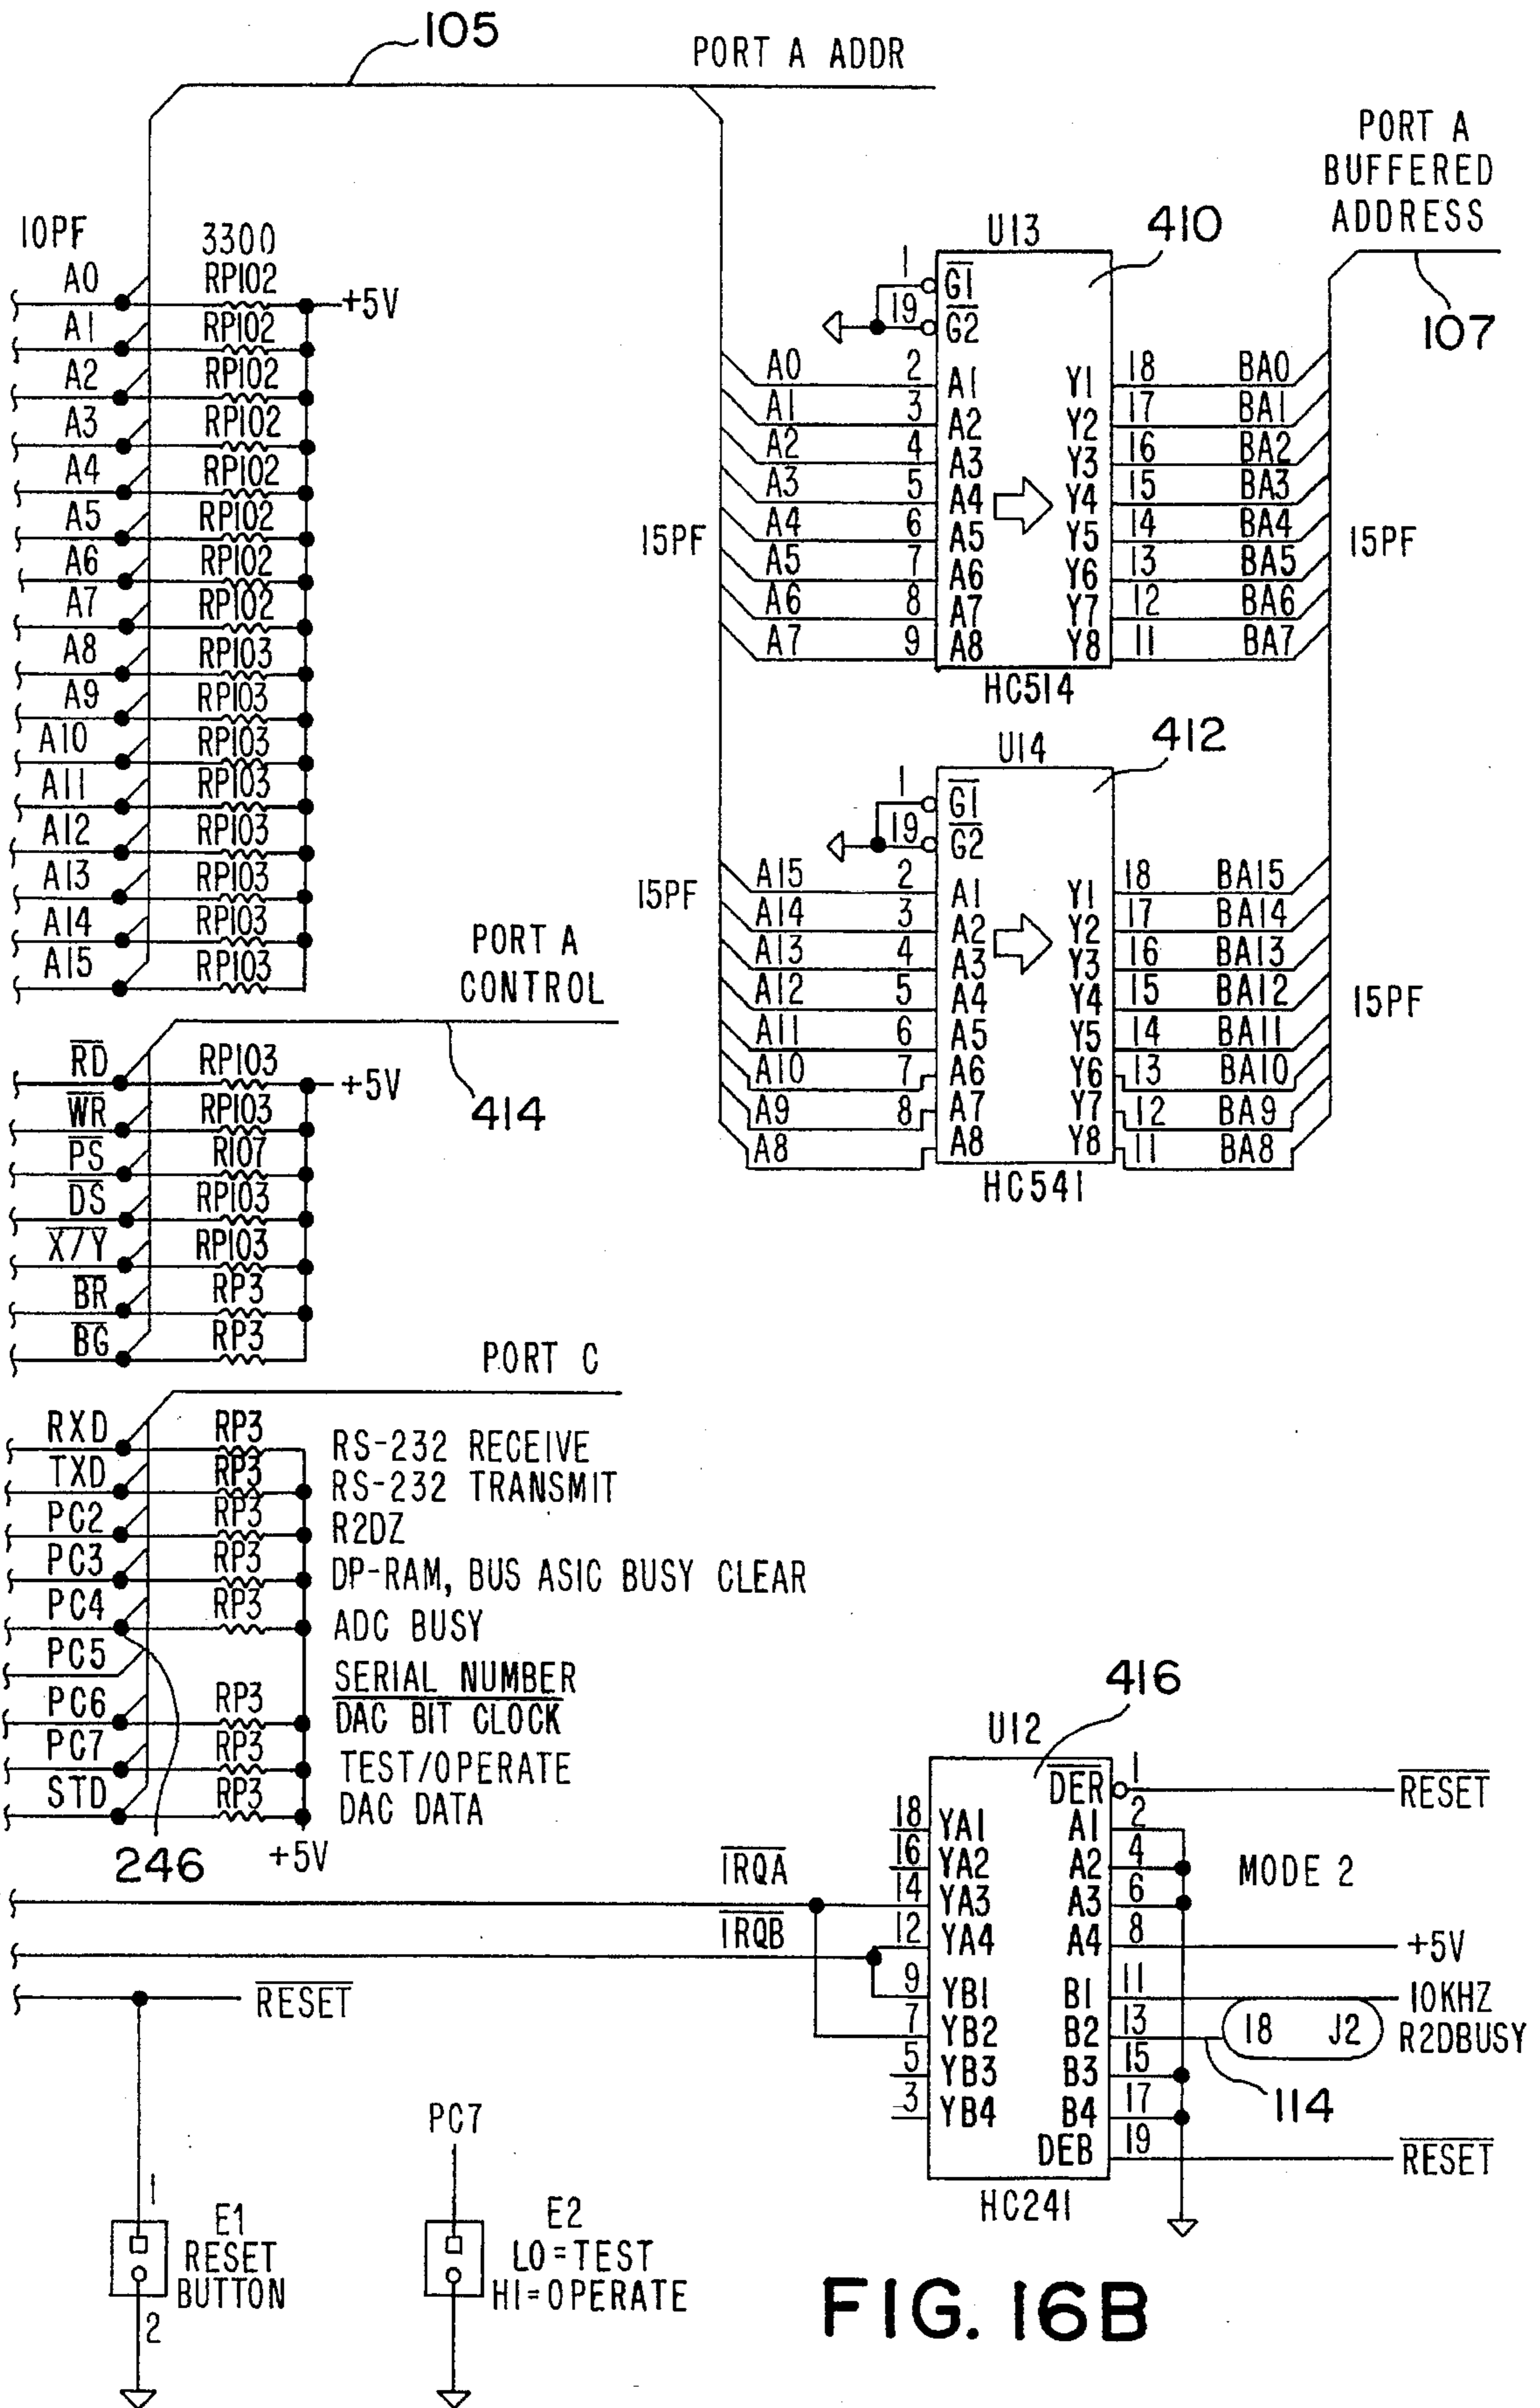 105
PORT A ADDR
PORT A
BUFFERED
ADDRESS
107
10PF
3300
A0 RP102 +5V
A1 RP102
A2 RP102
A3 RP102
A4 RP102
A5 RP102
A6 RP102
A7 RP102
A8 RP103
A9 RP103
A10 RP103
A11 RP103
A12 RP103
A13 RP103
A14 RP103
A15 RP103
U13
410
1 G1
19 G2
A0 2 A1 Y1 18 BA0
A1 3 A2 Y2 17 BA1
A2 4 A3 Y3 16 BA2
A3 5 A4 Y4 15 BA3
15PF A4 6 A5 Y5 14 BA4 15PF
A5 7 A6 Y6 13 BA5
A6 8 A7 Y7 12 BA6
A7 9 A8 Y8 11 BA7
HC514
U14
412
1 G1
19 G2
15PF A15 2 A1 Y1 18 BA15
A14 3 A2 Y2 17 BA14
A13 4 A3 Y3 16 BA13
A12 5 A4 Y4 15 BA12 15PF
A11 6 A5 Y5 14 BA11
A10 7 A6 Y6 13 BA10
A9 8 A7 Y7 12 BA9
A8 A8 Y8 11 BA8
HC541
PORT A
CONTROL
414
RD RP103 +5V
WR RP103
PS R107
DS RP103
X/Y RP103
BR RP3
BG RP3
PORT C
RXD RP3 RS-232 RECEIVE
TXD RP3 RS-232 TRANSMIT
PC2 RP3 R2DZ
PC3 RP3 DP-RAM, BUS ASIC BUSY CLEAR
PC4 RP3 ADC BUSY
PC5 SERIAL NUMBER
PC6 RP3 DAC BIT CLOCK
PC7 RP3 TEST/OPERATE
STD RP3 DAC DATA
246
+5V
U12
416
DER 1 RESET
18 YA1 A1 2
16 YA2 A2 4 MODE 2
IRQA 14 YA3 A3 6
IRQB 12 YA4 A4 8 +5V
9 YB1 B1 11 10KHZ
7 YB2 B2 13 18 J2 R2DBUSY
5 YB3 B3 15
114
3 YB4 B4 17
DEB 19 RESET
HC241
RESET
1
E1
RESET
BUTTON
2
PC7
E2
LO=TEST
HI=OPERATE
FIG. 16B